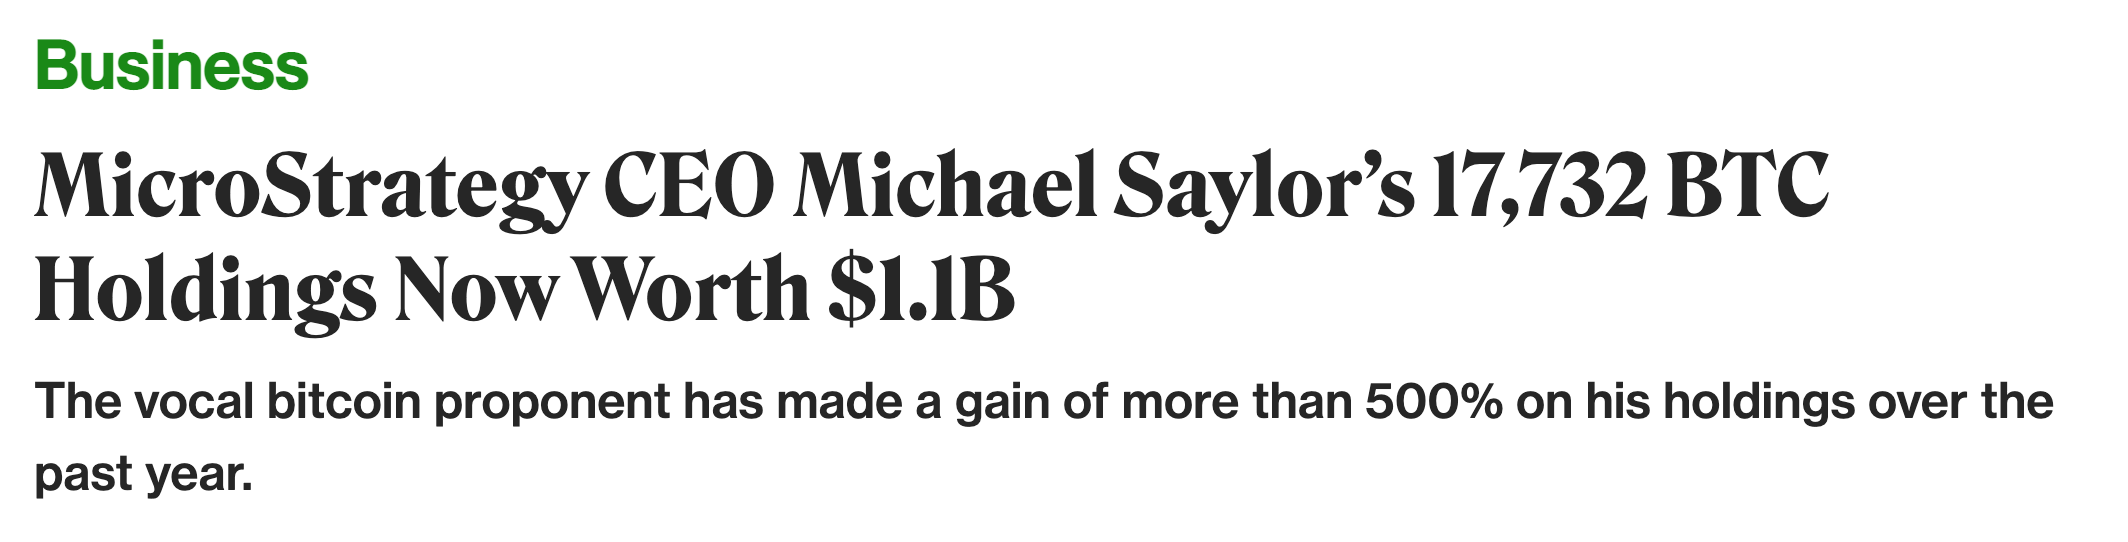 Business
MicroStrategy CEO Michael Saylor’s 17,732 BTC
Holdings Now Worth $1.1B
The vocal bitcoin proponent has made a gain of more than 500% on his holdings over the
past year.